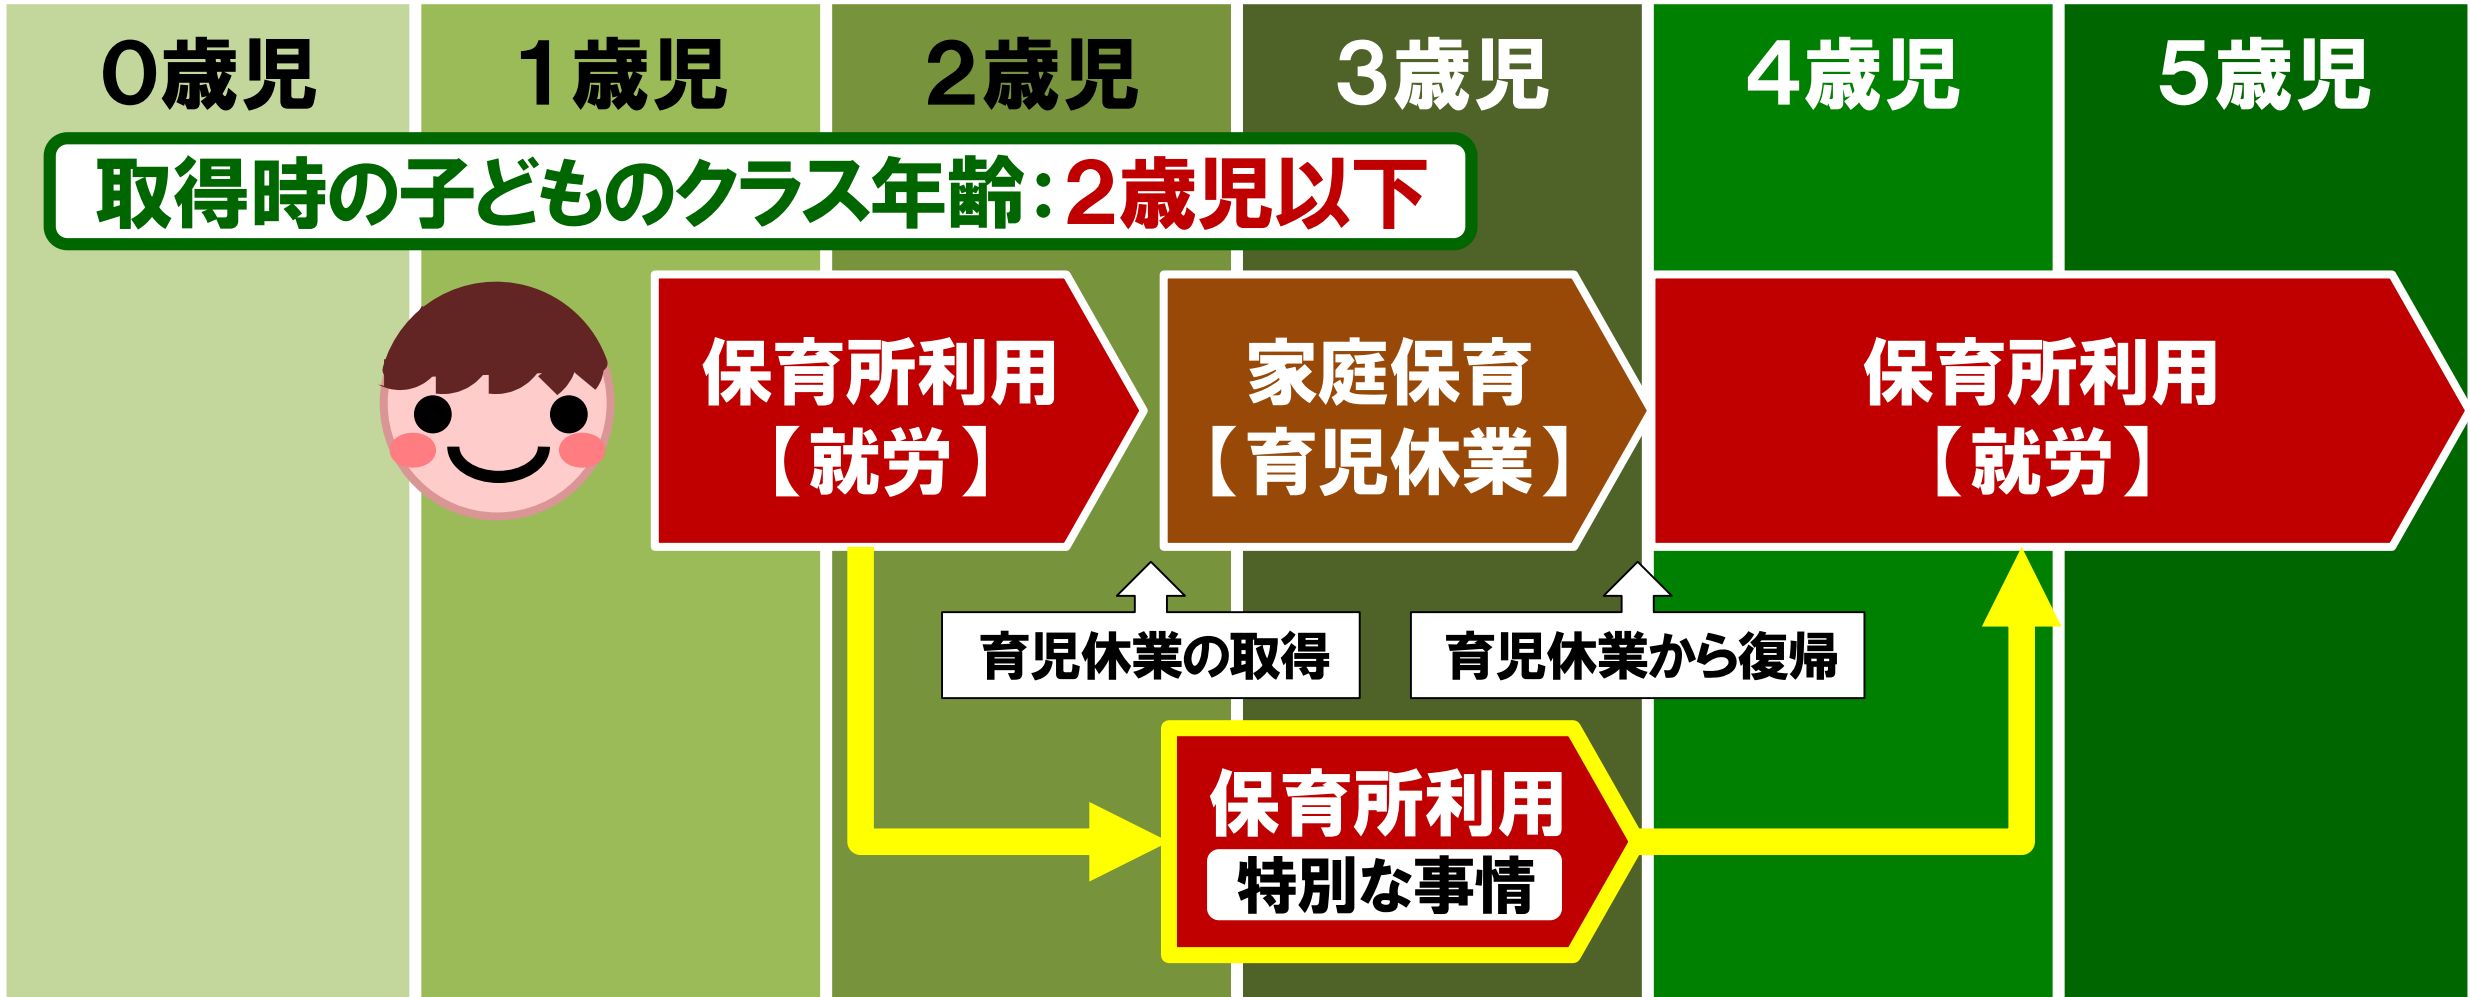 0歳児
1歳児
2歳児
3歳児
4歳児
5歳児
取得時の子どものクラス年齢：2歳児以下
保育所利用
【就労】
家庭保育
【育児休業】
保育所利用
【就労】
育児休業の取得
育児休業から復帰
保育所利用
特別な事情